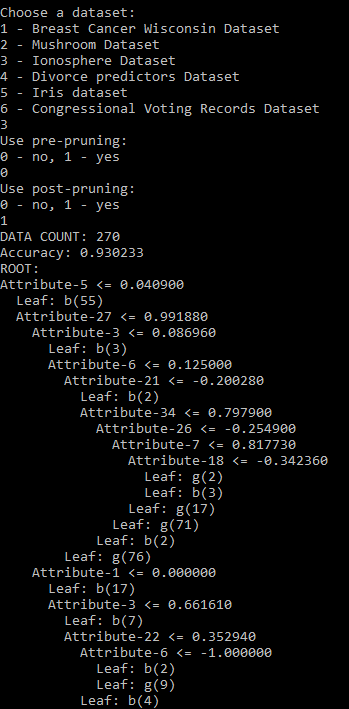 Choose a dataset:
1 - Breast Cancer Wisconsin Dataset
2 - Mushroom Dataset
3 - Ionosphere Dataset
4 - Divorce predictors Dataset
5 - Iris dataset
6 - Congressional Voting Records Dataset
3
Use pre-pruning:
0 - no, 1 - yes
0
Use post-pruning:
0 - no, 1 - yes
1
DATA COUNT: 270
Accuracy: 0.930233
ROOT:
Attribute-5 <= 0.040900
  Leaf: b(55)
  Attribute-27 <= 0.991880
    Attribute-3 <= 0.086960
      Leaf: b(3)
      Attribute-6 <= 0.125000
        Attribute-21 <= -0.200280
          Leaf: b(2)
          Attribute-34 <= 0.797900
            Attribute-26 <= -0.254900
              Attribute-7 <= 0.817730
                Attribute-18 <= -0.342360
                  Leaf: g(2)
                  Leaf: b(3)
                Leaf: g(17)
              Leaf: g(71)
            Leaf: b(2)
        Leaf: g(76)
    Attribute-1 <= 0.000000
      Leaf: b(17)
      Attribute-3 <= 0.661610
        Leaf: b(7)
        Attribute-22 <= 0.352940
          Attribute-6 <= -1.000000
            Leaf: b(2)
            Leaf: g(9)
          Leaf: b(4)